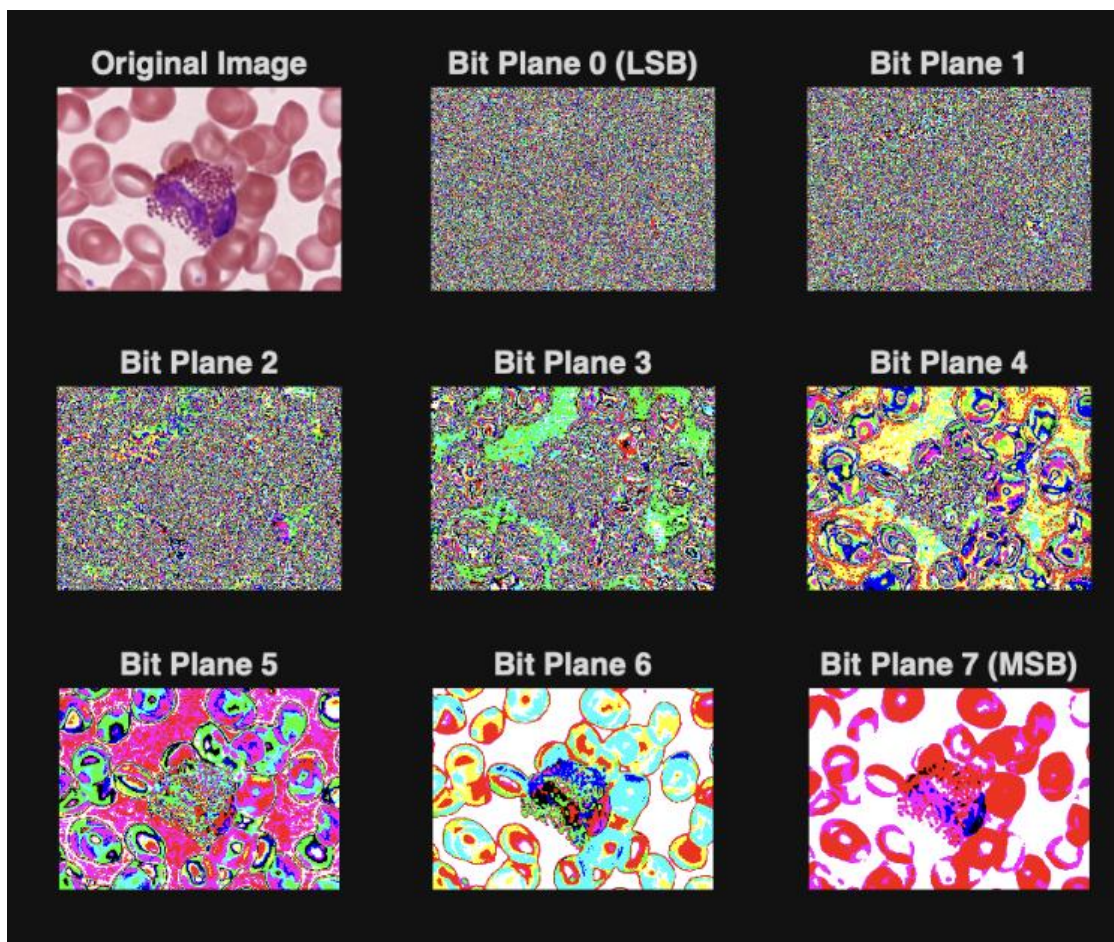 Original Image
Bit Plane 0 (LSB)
Bit Plane 1
Bit Plane 2
Bit Plane 3
Bit Plane 4
Bit Plane 5
Bit Plane 6
Bit Plane 7 (MSB)